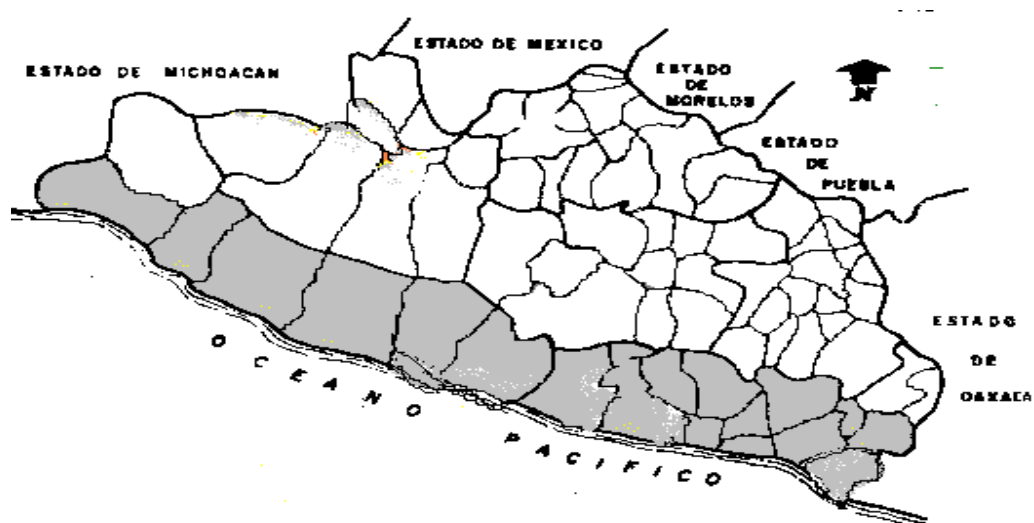 ESTADO DE MEXICO
ESTADO DE MICHOACAN
ESTADO
DE
MORELOS
N
ESTADO
DE
PUEBLA
ESTADO
DE
OAXACA
OCEANO PACIFICO